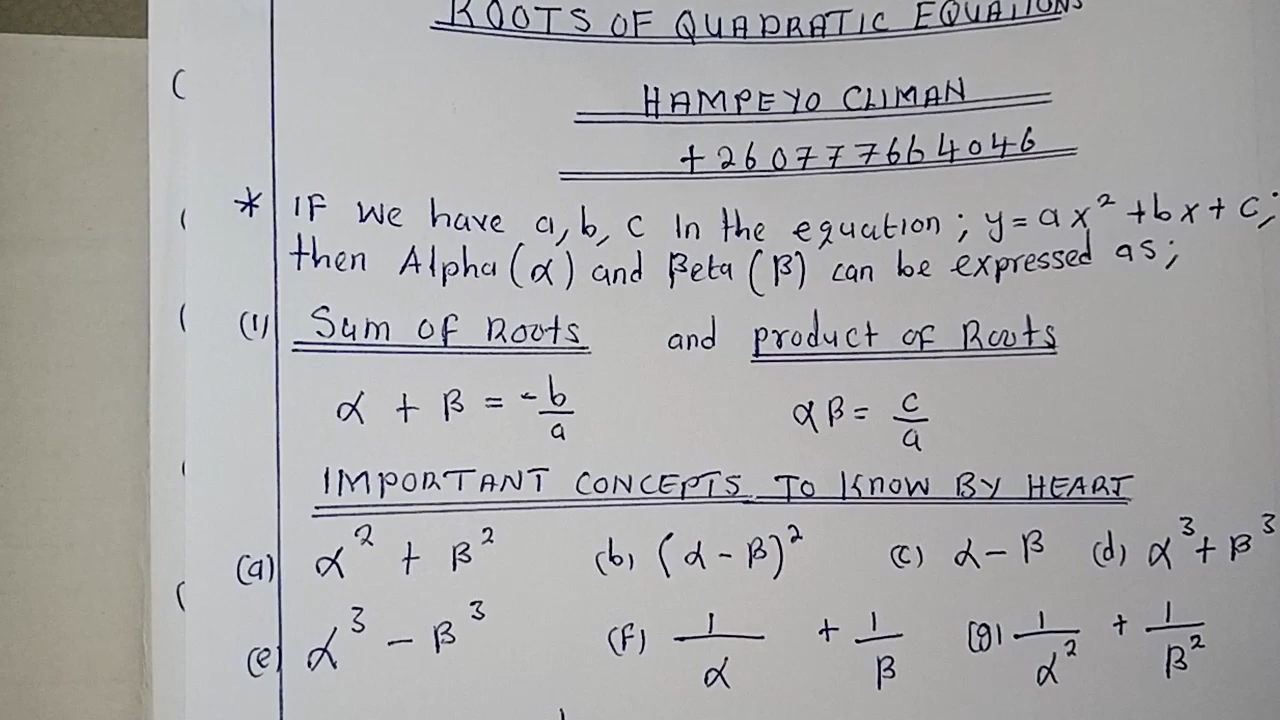 ROOTS OF QUADRATIC EQUATIONS
HAMPEYO CLIMAN
+260777664046
* IF we have a, b, c in the equation; y = ax² + bx + c;
then Alpha (α) and Beta (β) can be expressed as;
(1) Sum of Roots and product of Roots
α + β = -b/a αβ = c/a
IMPORTANT CONCEPTS TO KNOW BY HEART
(a) α² + β² (b) (α - β)² (c) α - β (d) α³ + β³
(e) α³ - β³ (f) 1/α + 1/β (g) 1/α² + 1/β²